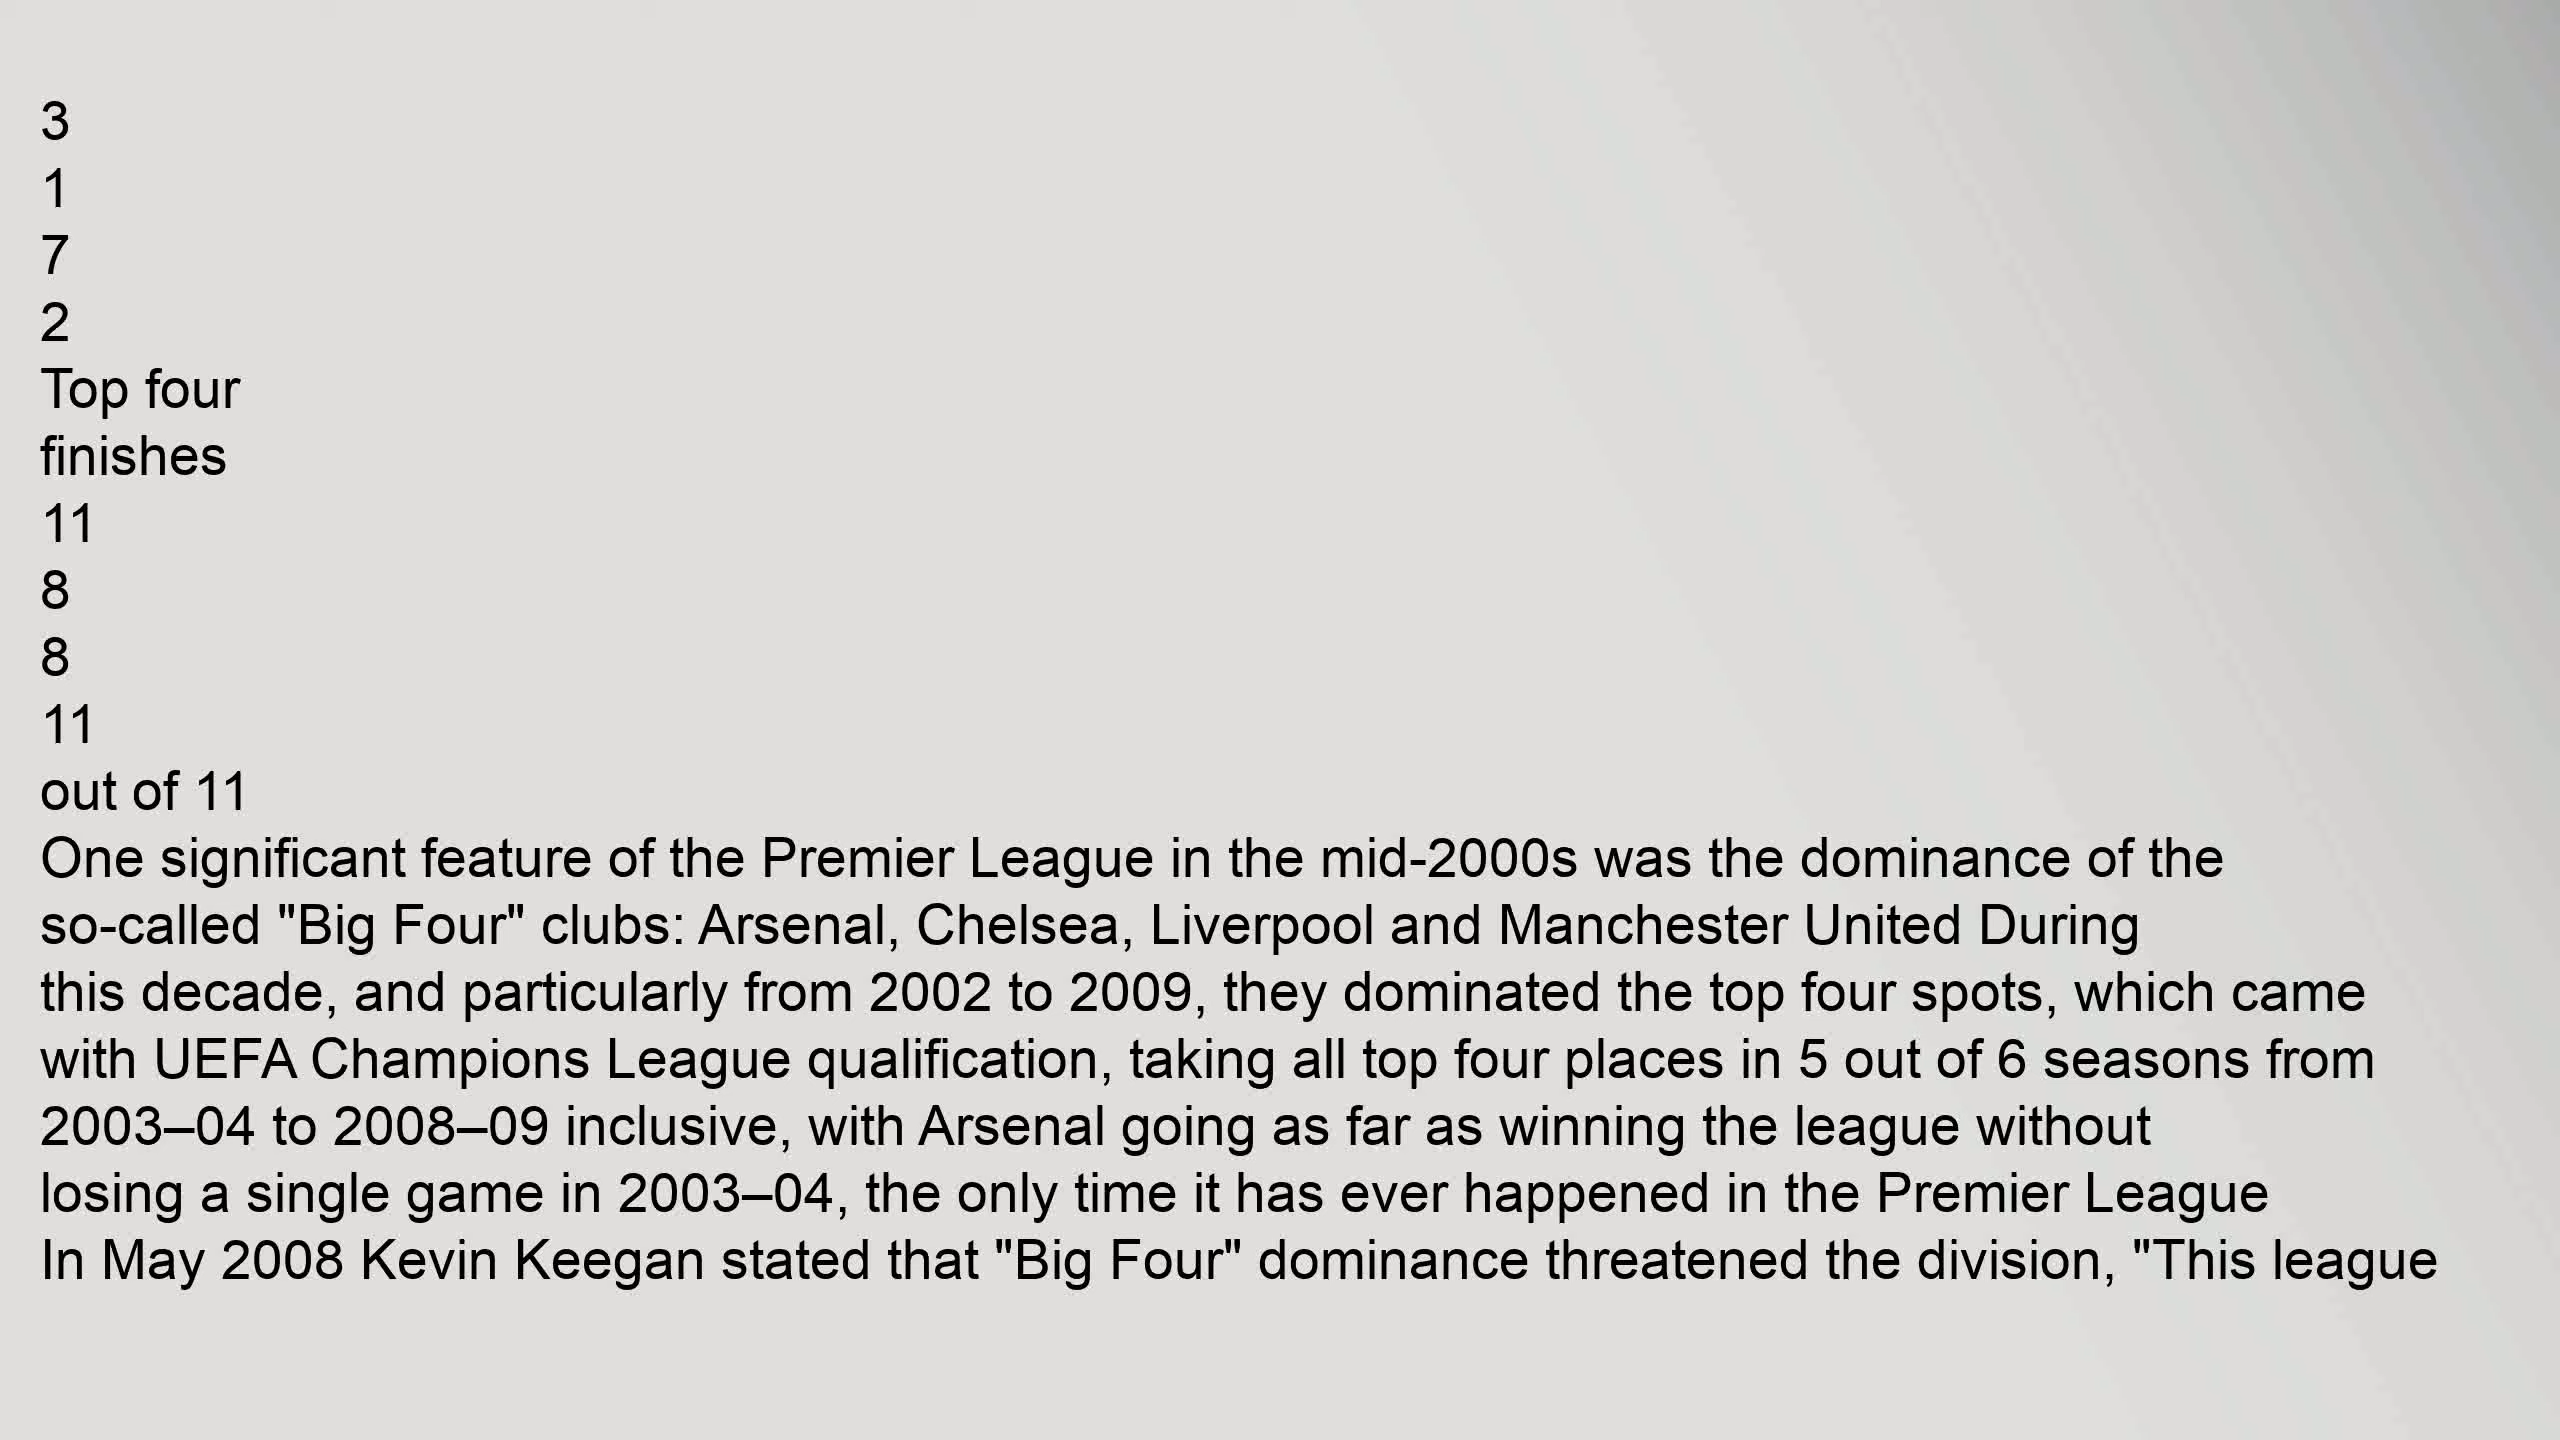 3
1
7
2
Top four
finishes
11
8
8
11
out of 11
One significant feature of the Premier League in the mid-2000s was the dominance of the
so-called "Big Four" clubs: Arsenal, Chelsea, Liverpool and Manchester United During
this decade, and particularly from 2002 to 2009, they dominated the top four spots, which came
with UEFA Champions League qualification, taking all top four places in 5 out of 6 seasons from
2003–04 to 2008–09 inclusive, with Arsenal going as far as winning the league without
losing a single game in 2003–04, the only time it has ever happened in the Premier League
In May 2008 Kevin Keegan stated that "Big Four" dominance threatened the division, "This league